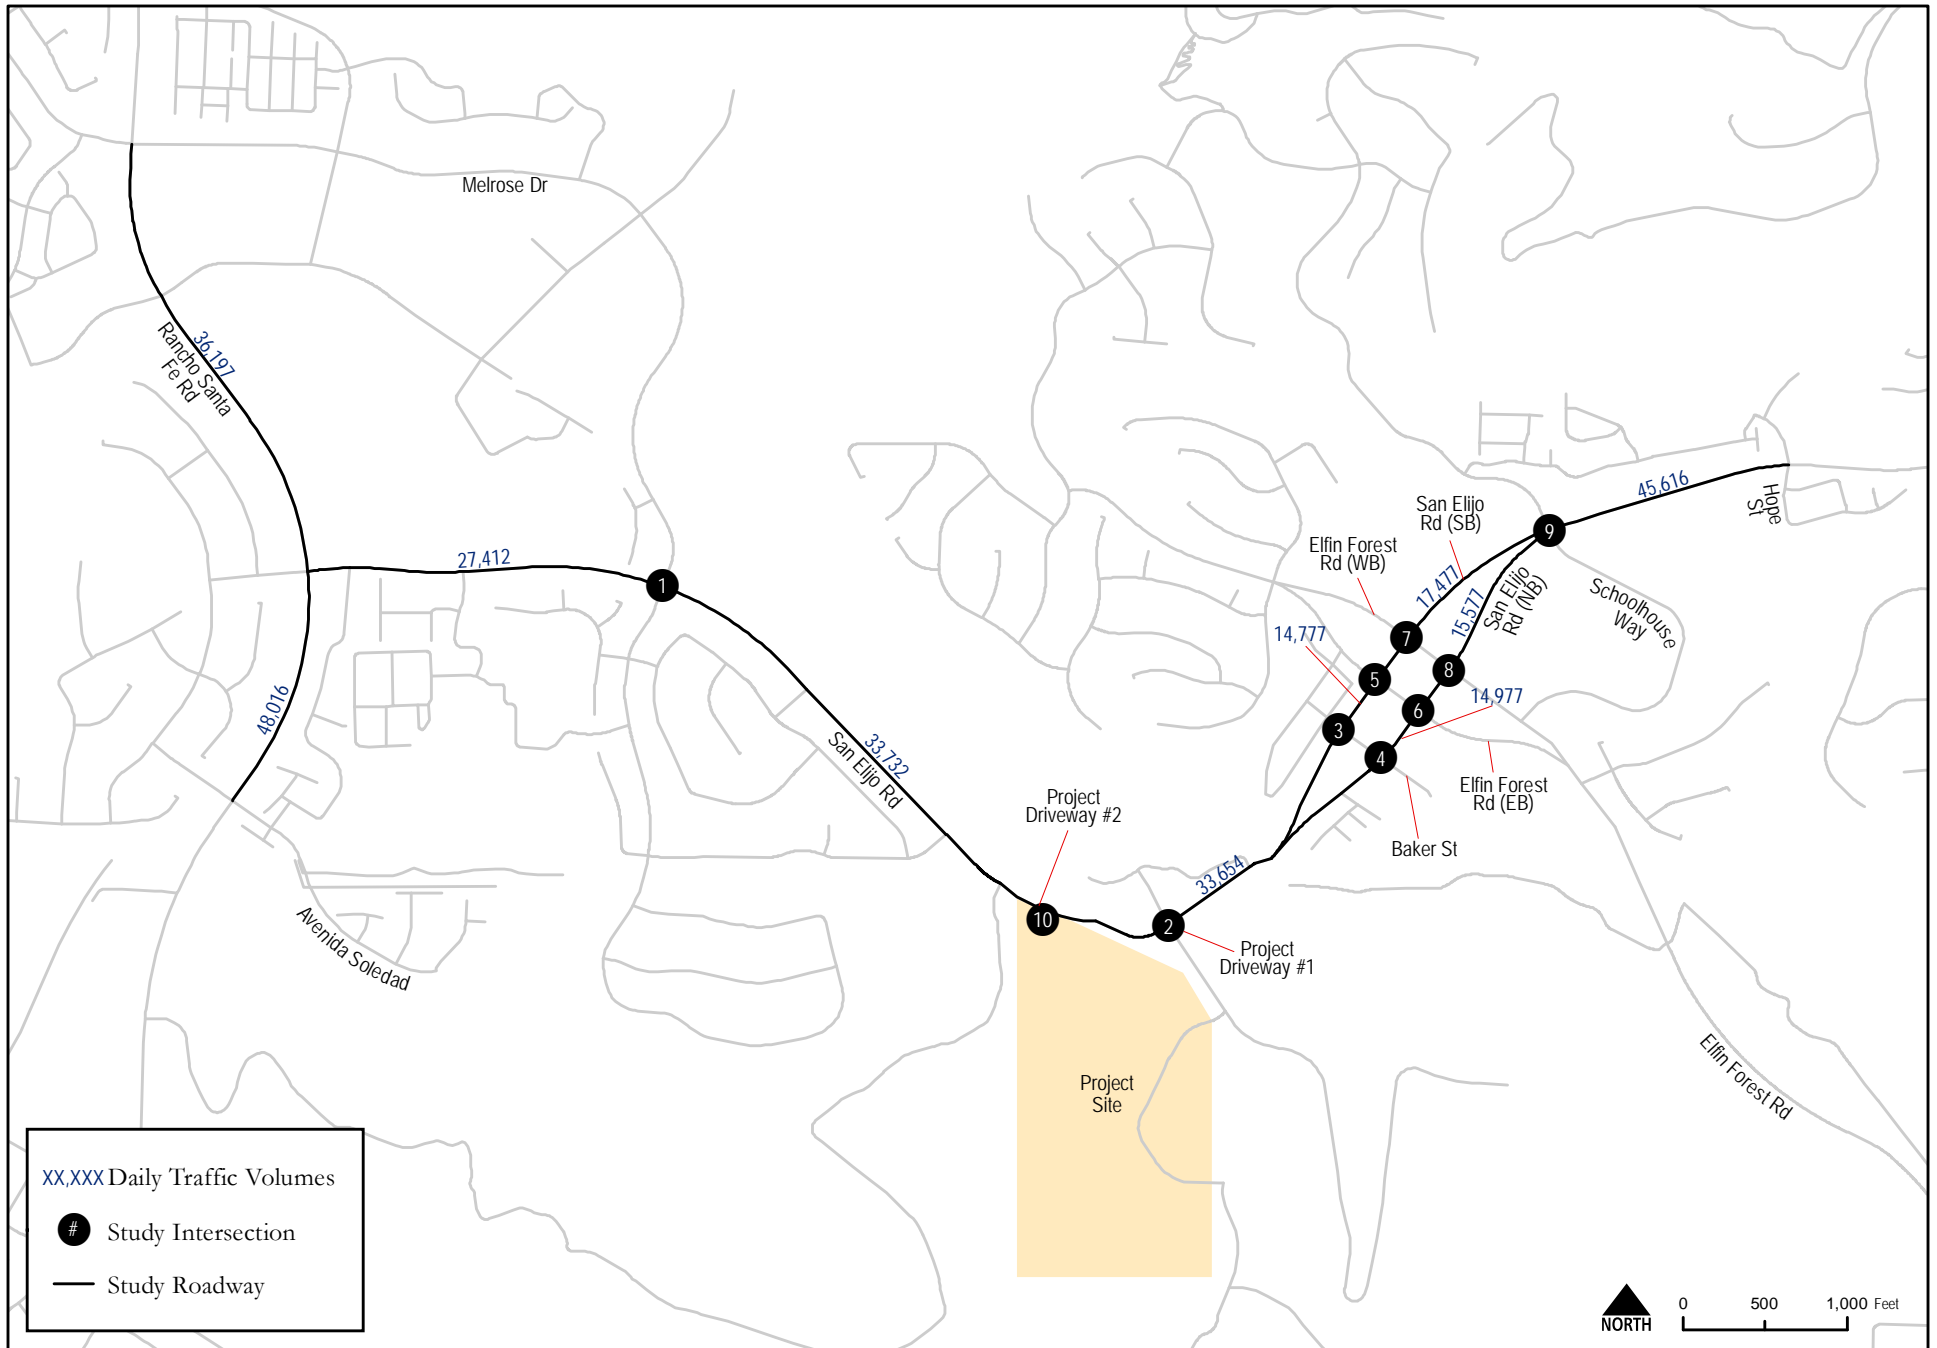 Melrose Dr
36,197
Rancho Santa
Fe Rd
27,412
1
48,016
33,732
San Elijo Rd
Avenida Soledad
Project
Driveway #2
10
2
Project
Driveway #1
33,654
Project
Site
45,616
Hope
St
San Elijo
Rd (SB)
9
Elfin Forest
Rd (WB)
17,477
15,577
San Elijo
Rd (NB)
Schoolhouse
Way
14,777
7
8
5
6
14,977
3
4
Elfin Forest
Rd (EB)
Baker St
Elfin Forest Rd
XX,XXX Daily Traffic Volumes
# Study Intersection
Study Roadway
NORTH
0 500 1,000 Feet